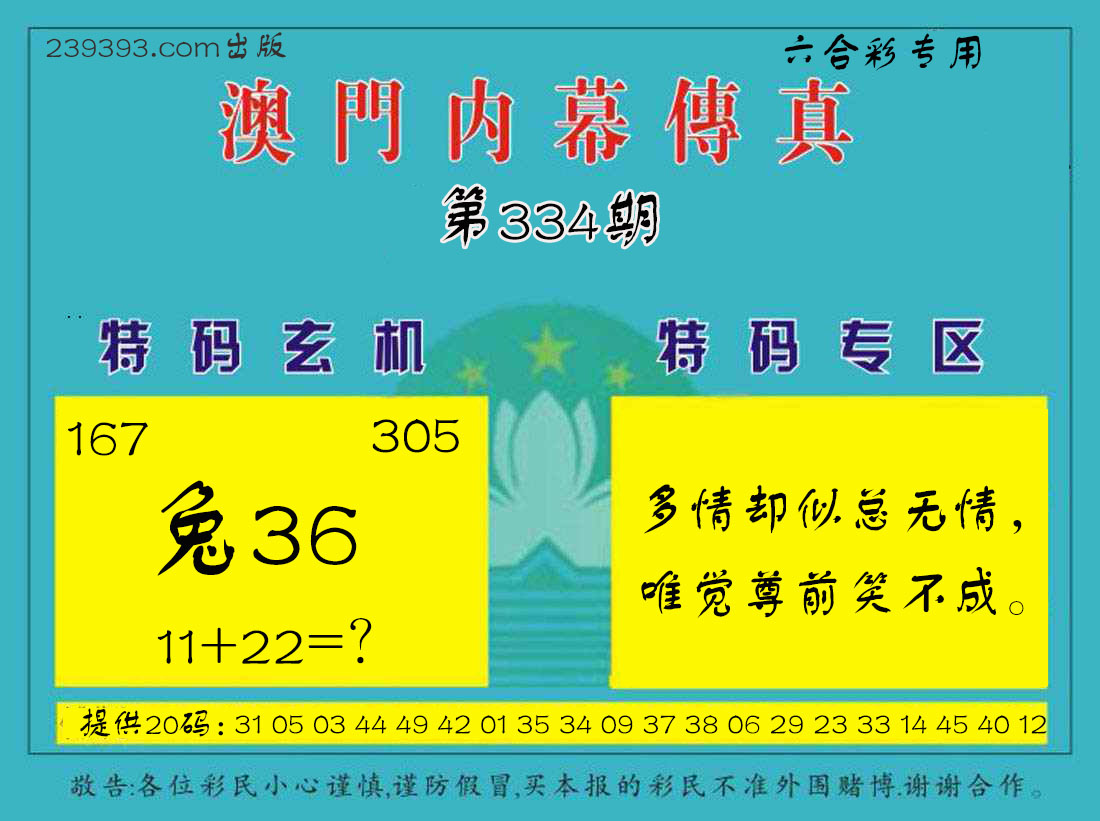 239393.com出版
六合彩专用
澳門内幕傳真
第334期
特码玄机
特码专区
167
305
兔36
11+22=?
多情却似总无情，
唯觉尊前笑不成。
提供20码：31 05 03 44 49 42 01 35 34 09 37 38 06 29 23 33 14 45 40 12
敬告:各位彩民小心谨慎,谨防假冒,买本报的彩民不准外围赌博.谢谢合作。